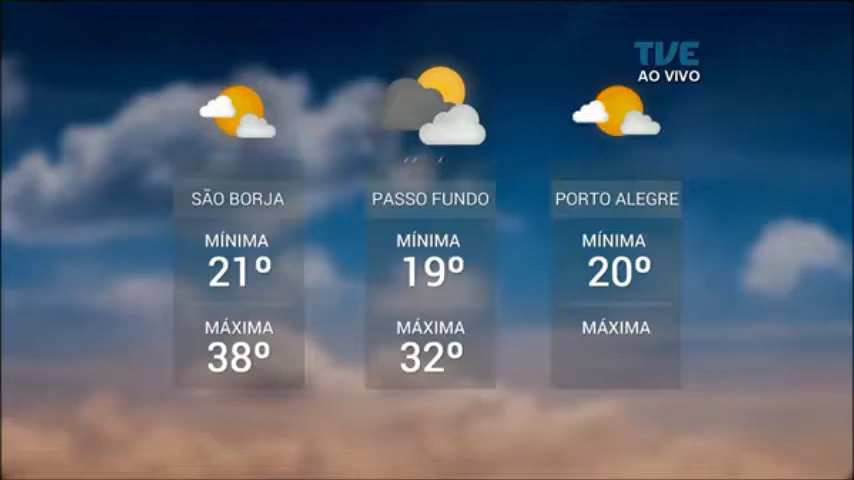 TVE
AO VIVO
SÃO BORJA
MÍNIMA
21º
MÁXIMA
38º
PASSO FUNDO
MÍNIMA
19º
MÁXIMA
32º
PORTO ALEGRE
MÍNIMA
20º
MÁXIMA